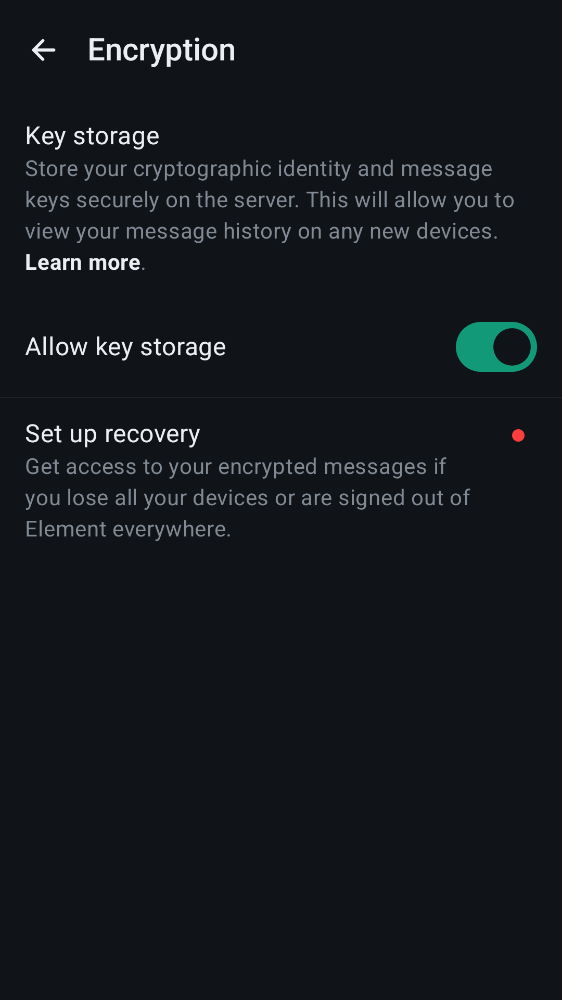 Encryption
Key storage
Store your cryptographic identity and message
keys securely on the server. This will allow you to
view your message history on any new devices.
Learn more.
Allow key storage
Set up recovery
Get access to your encrypted messages if
you lose all your devices or are signed out of
Element everywhere.